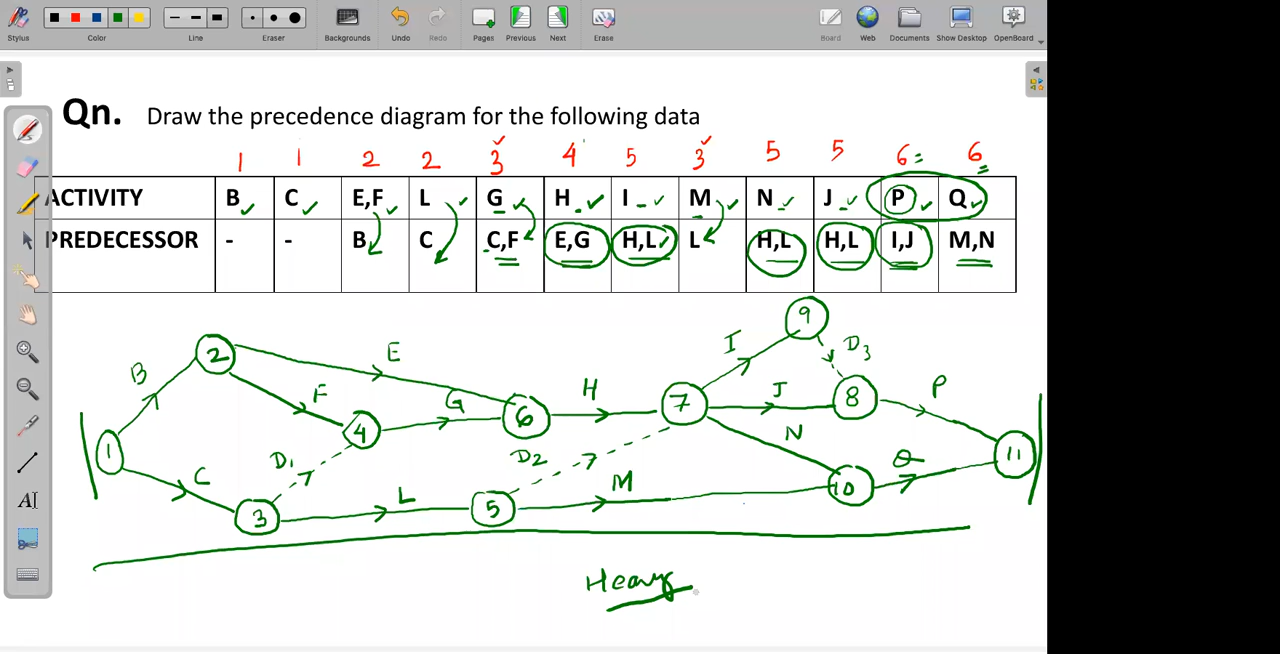 Stylus Color Line Eraser Backgrounds Undo Redo Pages Previous Next Erase Board Web Documents Show Desktop OpenBoard
Qn. Draw the precedence diagram for the following data
1 1 2 2 3 4 5 3 5 5 6 6
ACTIVITY B C E,F L G H I M N J P Q
PREDECESSOR - - B C C,F E,G H,L L H,L H,L I,J M,N
9
I D3
2 E B
F G H 7 J 8 P
4 6 N
1 C D1 D2 M Q 11
3 L 5 10
Heavy